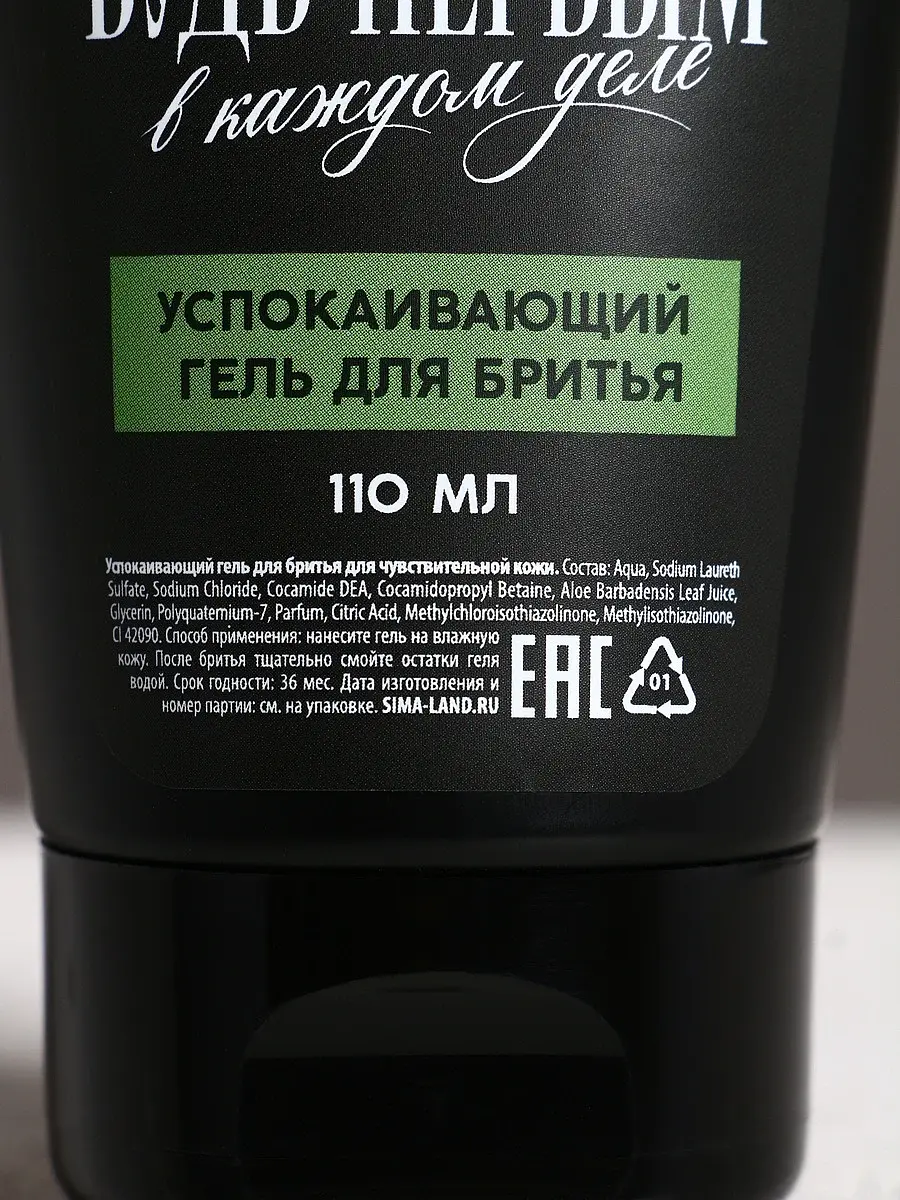 БУДЬ ПЕРВЫМ
в каждом деле
УСПОКАИВАЮЩИЙ
ГЕЛЬ ДЛЯ БРИТЬЯ
110 МЛ
Успокаивающий гель для бритья для чувствительной кожи. Состав: Aqua, Sodium Laureth
Sulfate, Sodium Chloride, Cocamide DEA, Cocamidopropyl Betaine, Aloe Barbadensis Leaf Juice,
Glycerin, Polyquaternium-7, Parfum, Citric Acid, Methylchloroisothiazolinone, Methylisothiazolinone,
CI 42090. Способ применения: нанесите гель на влажную
кожу. После бритья тщательно смойте остатки геля
водой. Срок годности: 36 мес. Дата изготовления и
номер партии: см. на упаковке. SIMA-LAND.RU
EAC
01